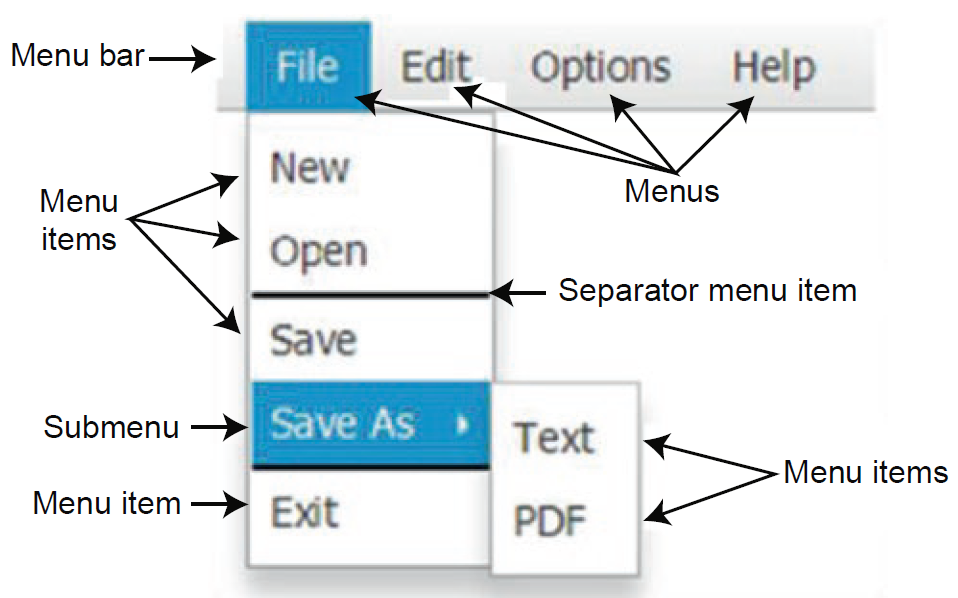 Menu bar
File Edit Options Help
Menus
New
Menu
items
Open
Separator menu item
Save
Submenu
Save As
Text
Menu items
Menu item
Exit
PDF